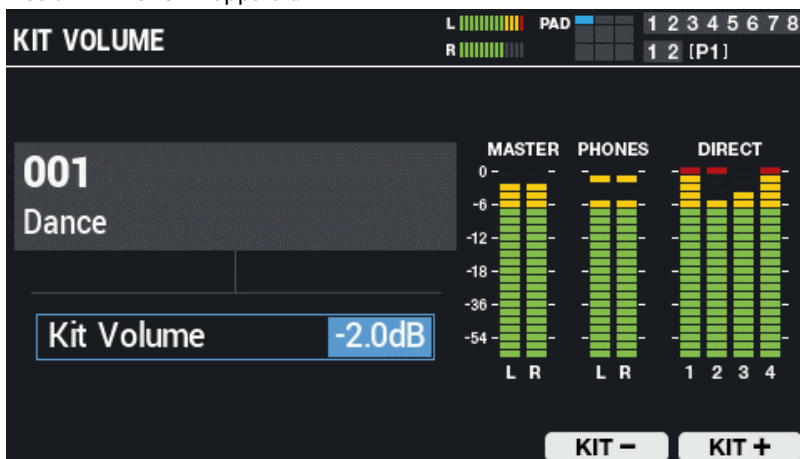 KIT VOLUME
L PAD 1 2 3 4 5 6 7 8
R 1 2 [P1]
001
Dance
Kit Volume -2.0dB
MASTER PHONES DIRECT
0
-6
-12
-18
-36
-54
L R L R 1 2 3 4
KIT − KIT +